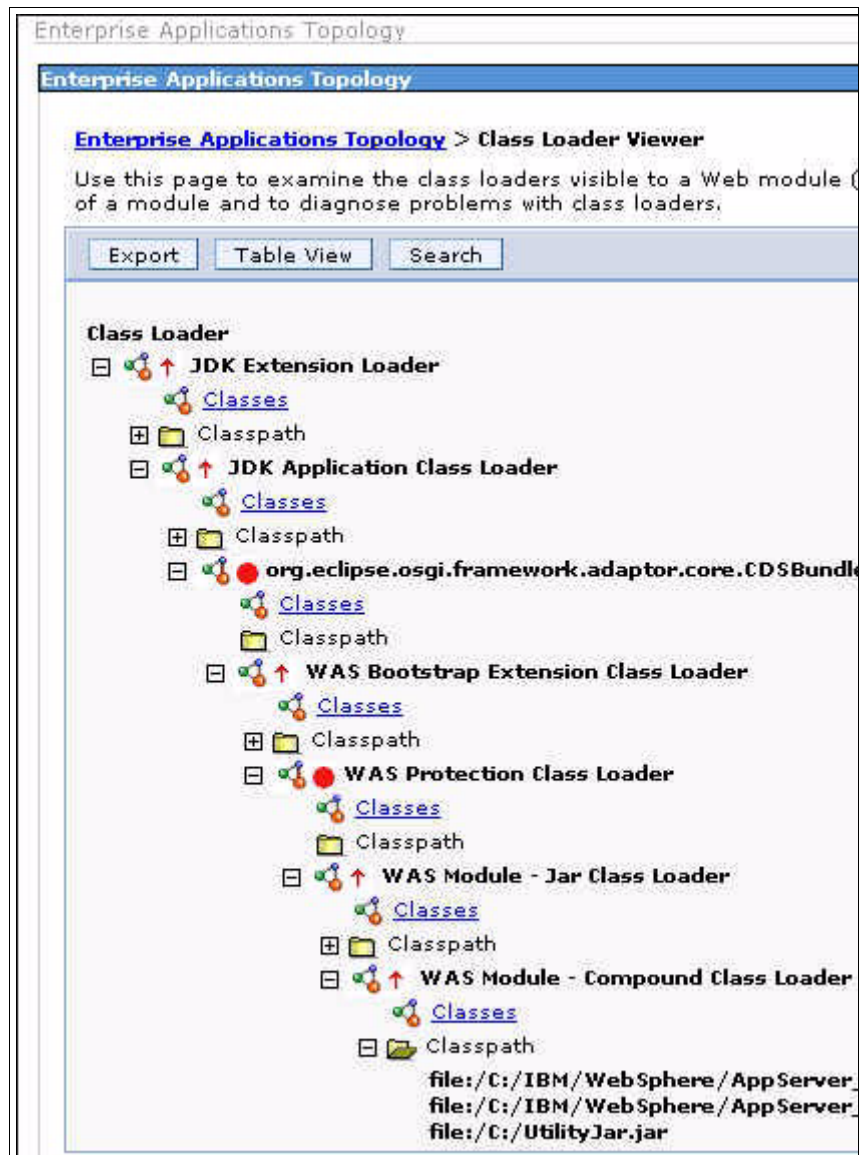 Enterprise Applications Topology
Enterprise Applications Topology
Enterprise Applications Topology > Class Loader Viewer
Use this page to examine the class loaders visible to a Web module (
of a module and to diagnose problems with class loaders.
Export Table View Search
Class Loader
JDK Extension Loader
Classes
Classpath
JDK Application Class Loader
Classes
Classpath
org.eclipse.osgi.framework.adaptor.core.CDSBundle
Classes
Classpath
WAS Bootstrap Extension Class Loader
Classes
Classpath
WAS Protection Class Loader
Classes
Classpath
WAS Module - Jar Class Loader
Classes
Classpath
WAS Module - Compound Class Loader
Classes
Classpath
file:/C:/IBM/WebSphere/AppServer_
file:/C:/IBM/WebSphere/AppServer_
file:/C:/UtilityJar.jar